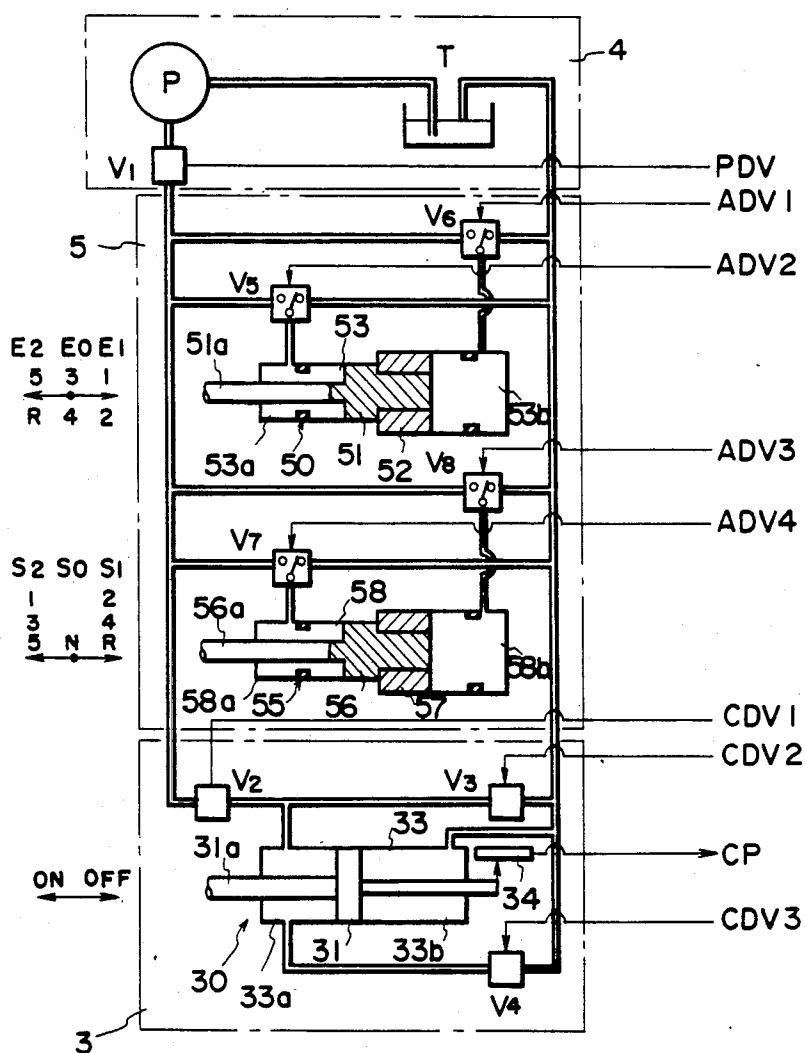 T
4
P
V1
PDV
ADV1
V6
5
V5
ADV2
E2 E0 E1
5 3 1
R 4 2
51a
53
53b
53a
50
51
52
V8
ADV3
V7
ADV4
S2 S0 S1
1 2
3 4
5 N R
56a
58
58b
58a
55
56
57
CDV1
V2
V3
CDV2
31a
33
CP
34
ON OFF
30
33a
31
33b
CDV3
V4
3